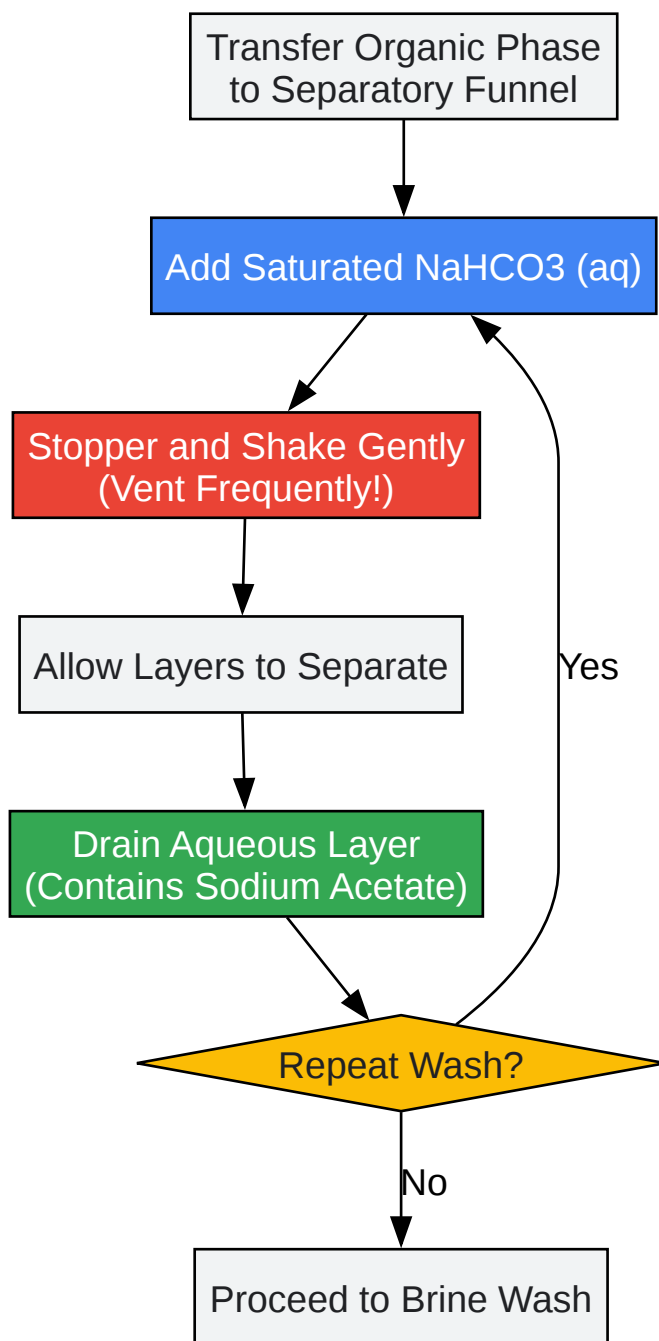 Transfer Organic Phase
to Separatory Funnel
Add Saturated NaHCO3 (aq)
Stopper and Shake Gently
(Vent Frequently!)
Allow Layers to Separate
Yes
Drain Aqueous Layer
(Contains Sodium Acetate)
Repeat Wash?
No
Proceed to Brine Wash